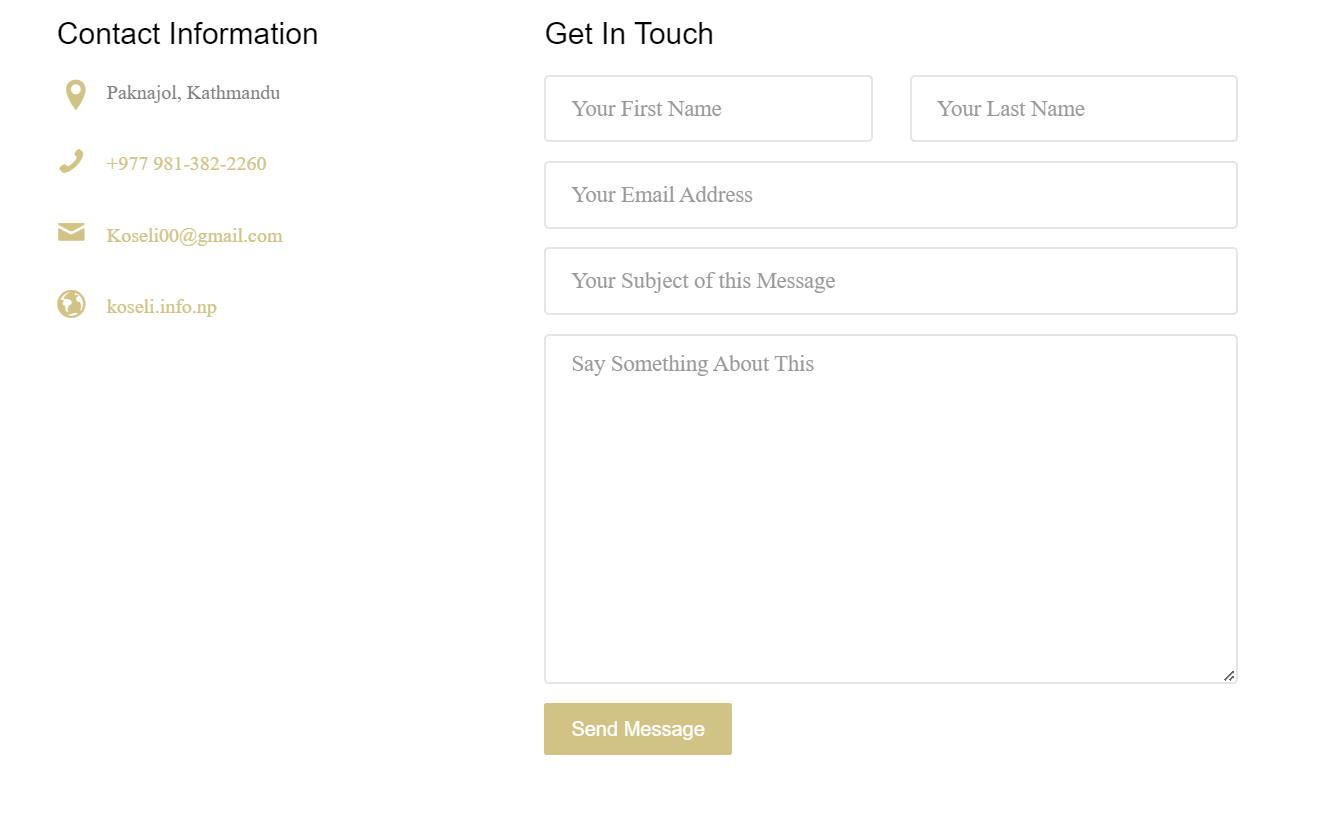 Contact Information
Paknajol, Kathmandu
+977 981-382-2260
Koseli00@gmail.com
koseli.info.np
Get In Touch
Your First Name
Your Last Name
Your Email Address
Your Subject of this Message
Say Something About This
Send Message